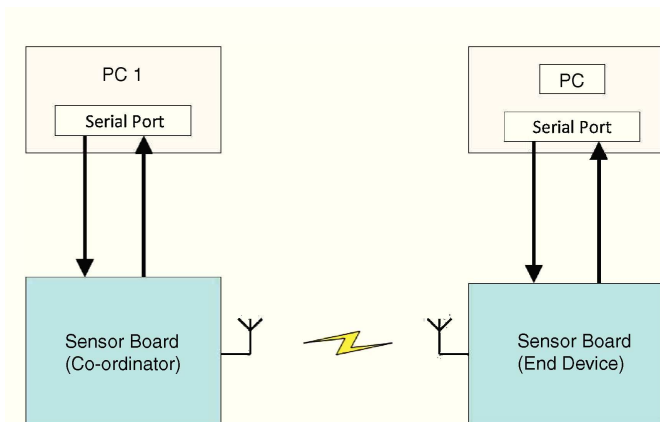 PC 1
Serial Port
PC
Serial Port
Sensor Board
(Co-ordinator)
Sensor Board
(End Device)